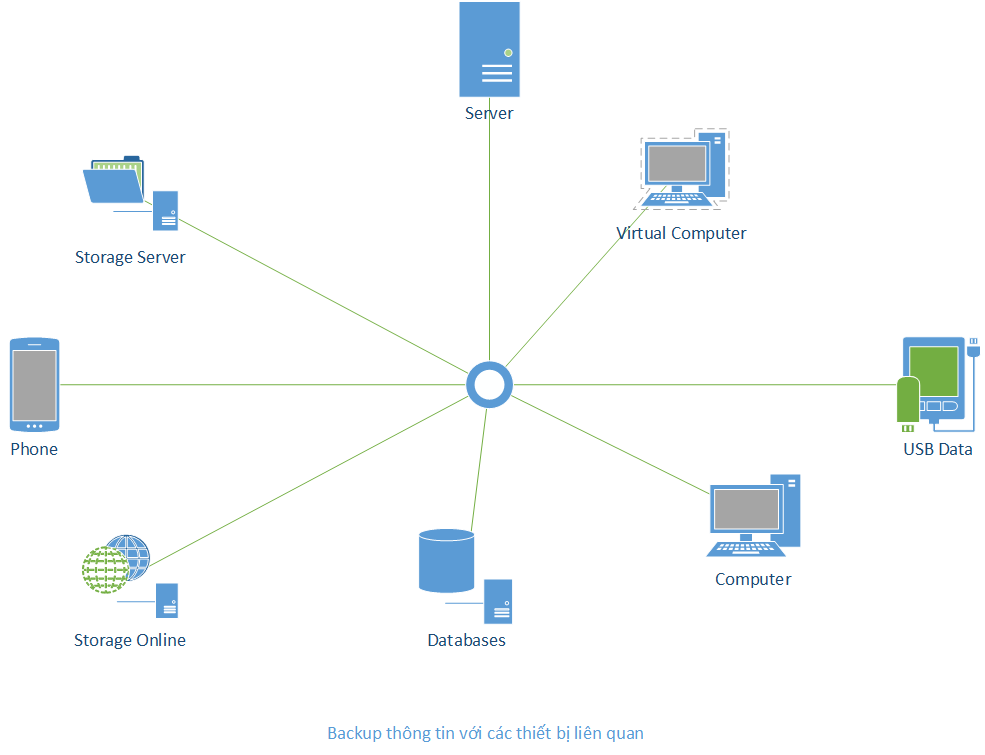 Server
Virtual Computer
Storage Server
Phone
USB Data
Computer
Storage Online
Databases
Backup thông tin với các thiết bị liên quan